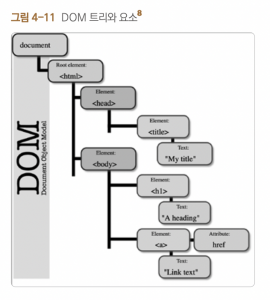 그림 4-11 DOM 트리와 요소8
document
Root element:
<html>
Element:
<head>
Element:
<title>
Text:
"My title"
Element:
<body>
Element:
<h1>
Text:
"A heading"
Element:
<a>
Attribute:
href
Text:
"Link text"
DOM
Document Object Model